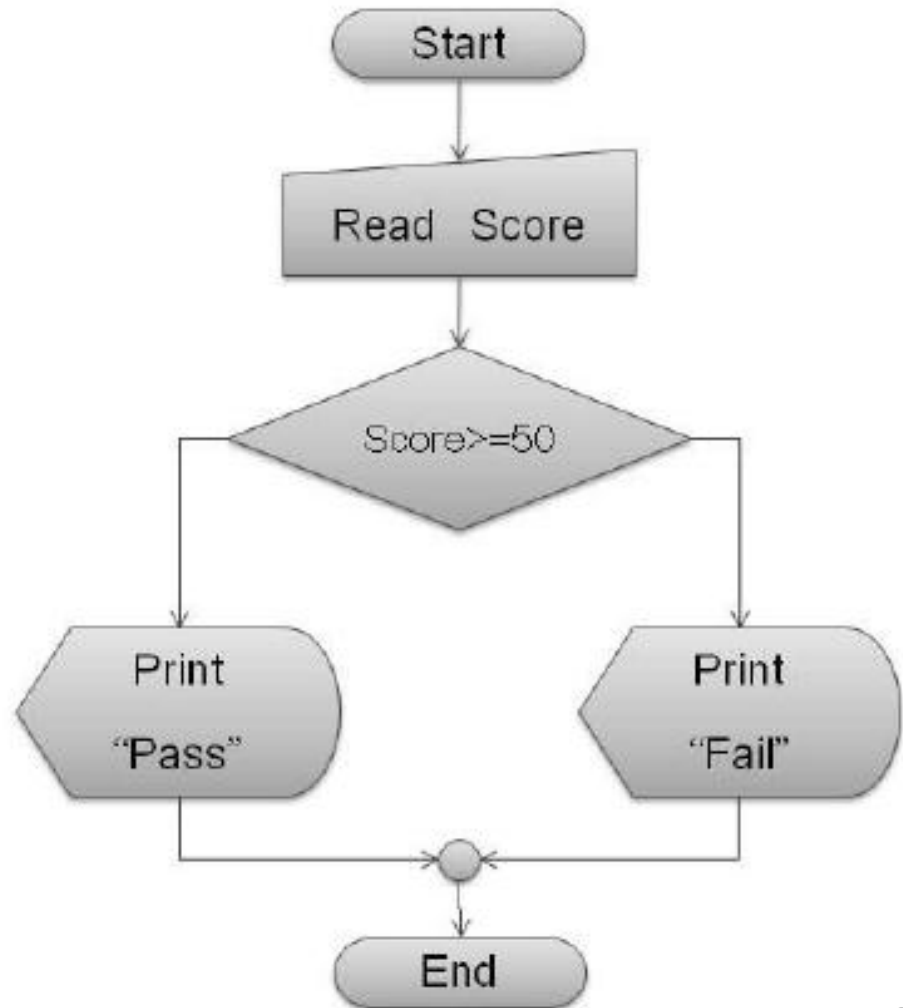 Start
Read Score
Score>=50
Print
“Pass”
Print
“Fail”
End